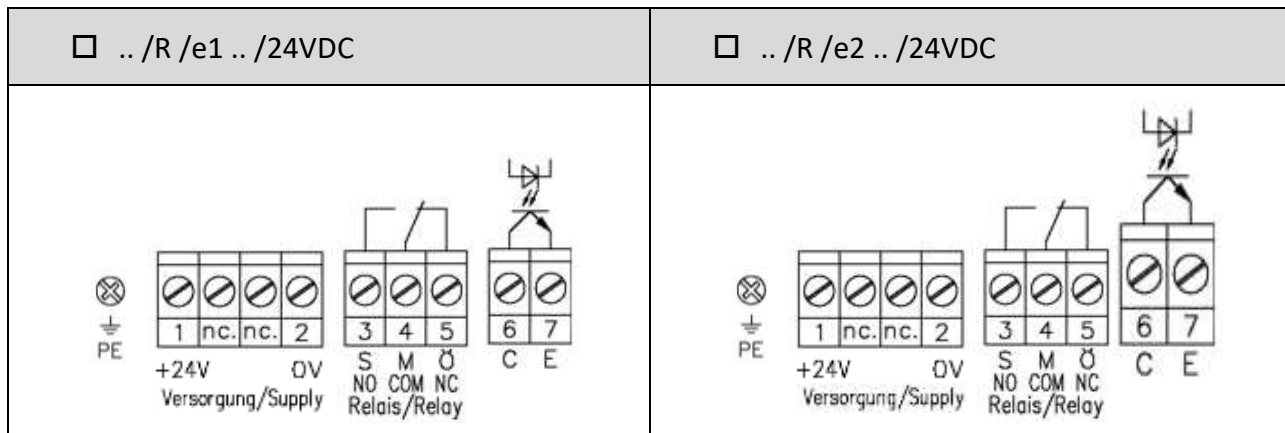 ☐ .. /R /e1 .. /24VDC
☐ .. /R /e2 .. /24VDC
1 nc. nc. 2 3 4 5 6 7
PE
+24V 0V
Versorgung/Supply
S M Ö
NO COM NC
Relais/Relay
C E
1 nc. nc. 2 3 4 5 6 7
PE
+24V 0V
Versorgung/Supply
S M Ö
NO COM NC
Relais/Relay
C E